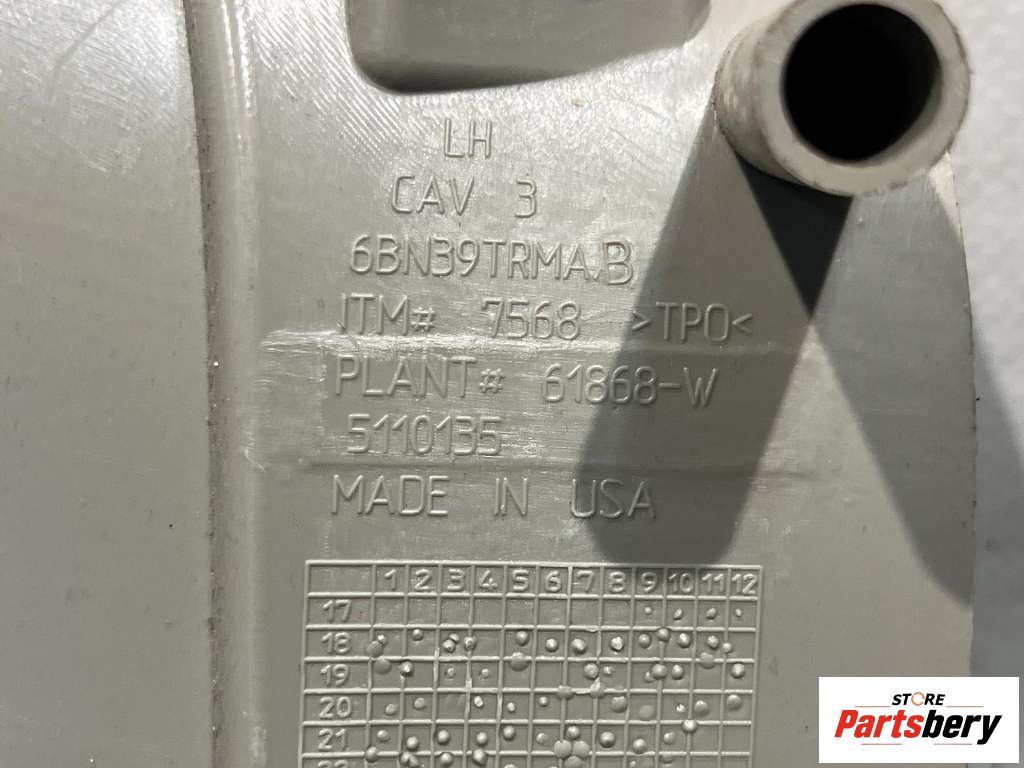 LH
CAV 3
6BN39TRMA.B
ITM# 7568 >TPO<
PLANT# 61868-W
5110135
MADE IN USA
1 2 3 4 5 6 7 8 9 10 11 12
17
18
19
20
21
STORE
Partsbery